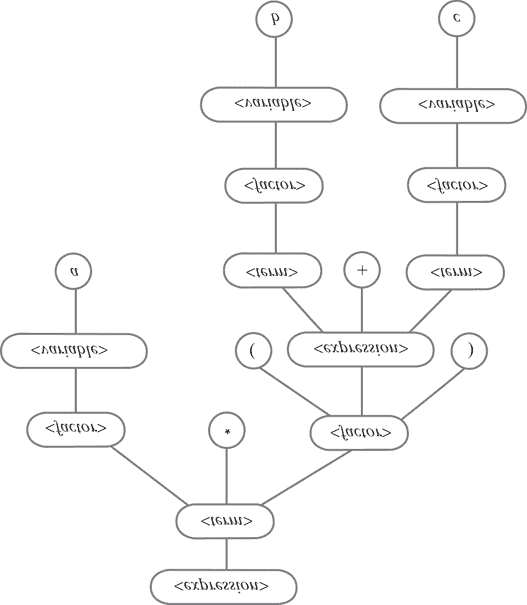 <expression>
<term>
<factor>
*
<factor>
<variable>
(
<expression>
)
a
<term>
+
<term>
<factor>
<factor>
<variable>
<variable>
b
c